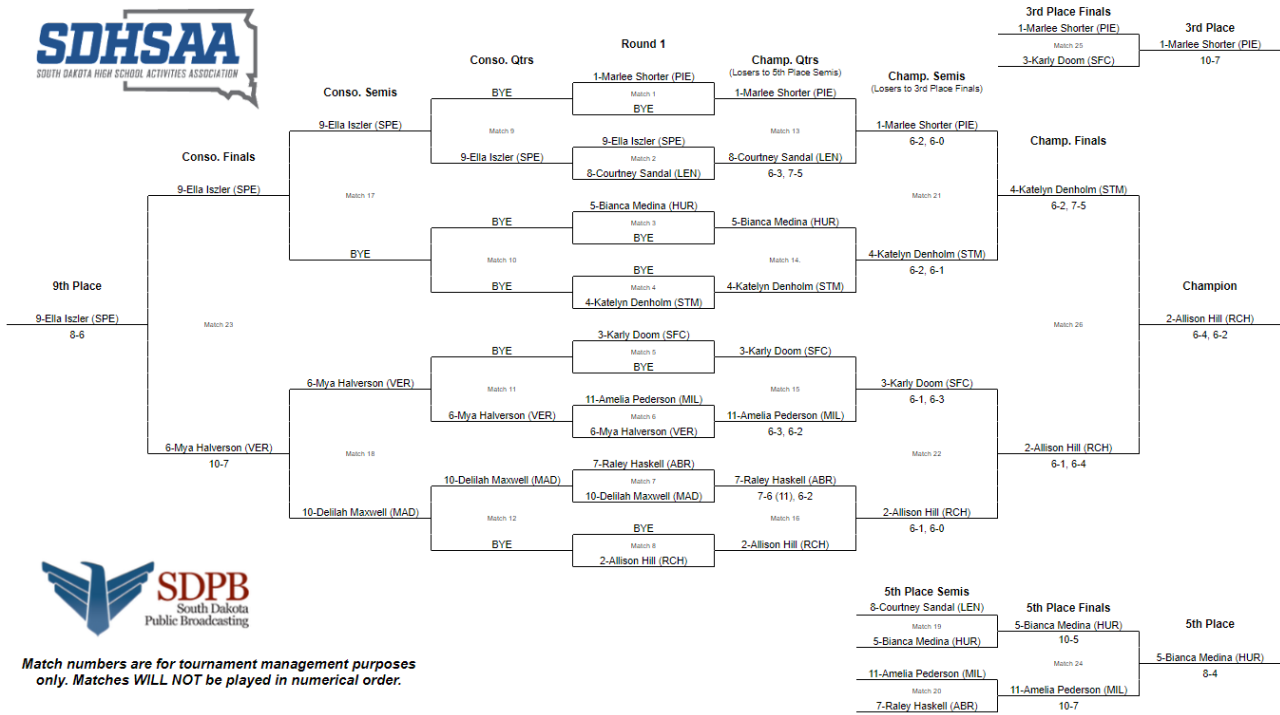 SDHSAA
SOUTH DAKOTA HIGH SCHOOL ACTIVITIES ASSOCIATION
3rd Place Finals
1-Marlee Shorter (PIE)
Match 25
3-Karly Doom (SFC)
3rd Place
1-Marlee Shorter (PIE)
10-7
Round 1
1-Marlee Shorter (PIE)
Match 1
BYE
9-Ella Iszler (SPE)
Match 2
8-Courtney Sandal (LEN)
5-Bianca Medina (HUR)
Match 3
BYE
BYE
Match 4
4-Katelyn Denholm (STM)
3-Karly Doom (SFC)
Match 5
BYE
11-Amelia Pederson (MIL)
Match 6
6-Mya Halverson (VER)
7-Raley Haskell (ABR)
Match 7
10-Delilah Maxwell (MAD)
BYE
Match 8
2-Allison Hill (RCH)
Conso. Qtrs
BYE
Match 9
9-Ella Iszler (SPE)
BYE
Match 10
BYE
BYE
Match 11
6-Mya Halverson (VER)
10-Delilah Maxwell (MAD)
Match 12
BYE
Conso. Semis
9-Ella Iszler (SPE)
Match 17
BYE
6-Mya Halverson (VER)
Match 18
10-Delilah Maxwell (MAD)
Conso. Finals
9-Ella Iszler (SPE)
Match 23
6-Mya Halverson (VER)
10-7
9th Place
9-Ella Iszler (SPE)
8-6
Champ. Qtrs
(Losers to 5th Place Semis)
1-Marlee Shorter (PIE)
Match 13
8-Courtney Sandal (LEN)
6-3, 7-5
5-Bianca Medina (HUR)
Match 14.
4-Katelyn Denholm (STM)
3-Karly Doom (SFC)
Match 15
11-Amelia Pederson (MIL)
6-3, 6-2
7-Raley Haskell (ABR)
7-6 (11), 6-2
Match 16
2-Allison Hill (RCH)
Champ. Semis
(Losers to 3rd Place Finals)
1-Marlee Shorter (PIE)
6-2, 6-0
Match 21
4-Katelyn Denholm (STM)
6-2, 6-1
3-Karly Doom (SFC)
6-1, 6-3
Match 22
2-Allison Hill (RCH)
6-1, 6-0
Champ. Finals
4-Katelyn Denholm (STM)
6-2, 7-5
Match 26
2-Allison Hill (RCH)
6-1, 6-4
Champion
2-Allison Hill (RCH)
6-4, 6-2
5th Place Semis
8-Courtney Sandal (LEN)
Match 19
5-Bianca Medina (HUR)
11-Amelia Pederson (MIL)
Match 20
7-Raley Haskell (ABR)
5th Place Finals
5-Bianca Medina (HUR)
10-5
Match 24
11-Amelia Pederson (MIL)
10-7
5th Place
5-Bianca Medina (HUR)
8-4
SDPB
South Dakota
Public Broadcasting
Match numbers are for tournament management purposes
only. Matches WILL NOT be played in numerical order.